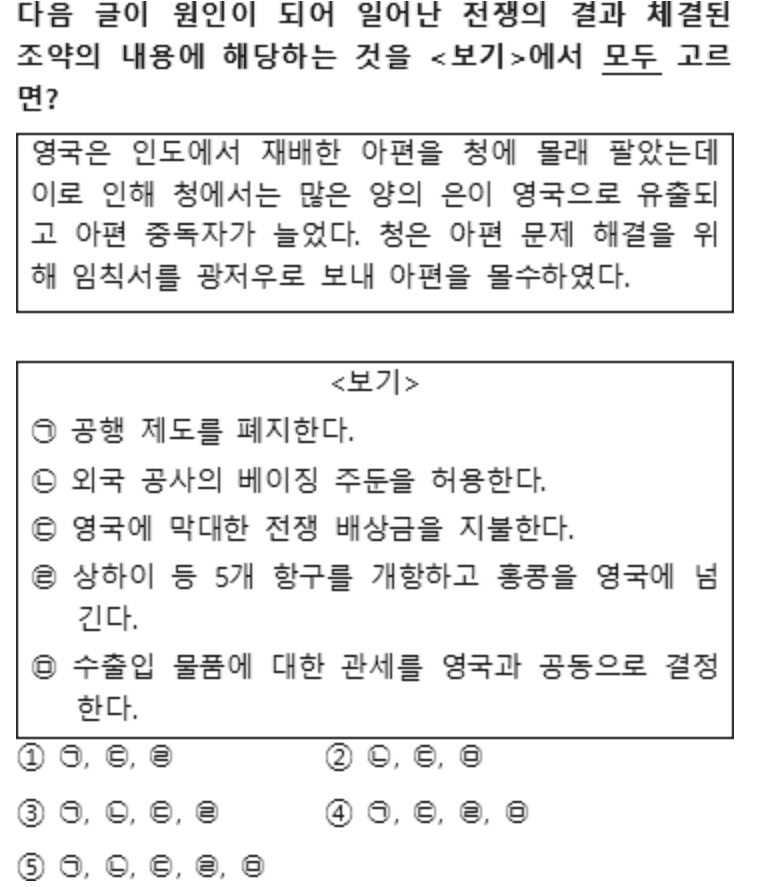 다음 글이 원인이 되어 일어난 전쟁의 결과 체결된
조약의 내용에 해당하는 것을 <보기>에서 모두 고르
면?
영국은 인도에서 재배한 아편을 청에 몰래 팔았는데
이로 인해 청에서는 많은 양의 은이 영국으로 유출되
고 아편 중독자가 늘었다. 청은 아편 문제 해결을 위
해 임칙서를 광저우로 보내 아편을 몰수하였다.
<보기>
㉠ 공행 제도를 폐지한다.
㉡ 외국 공사의 베이징 주둔을 허용한다.
㉢ 영국에 막대한 전쟁 배상금을 지불한다.
㉣ 상하이 등 5개 항구를 개항하고 홍콩을 영국에 넘
긴다.
㉤ 수출입 물품에 대한 관세를 영국과 공동으로 결정
한다.
① ㉠, ㉢, ㉣ ② ㉡, ㉢, ㉤
③ ㉠, ㉡, ㉢, ㉣ ④ ㉠, ㉢, ㉣, ㉤
⑤ ㉠, ㉡, ㉢, ㉣, ㉤